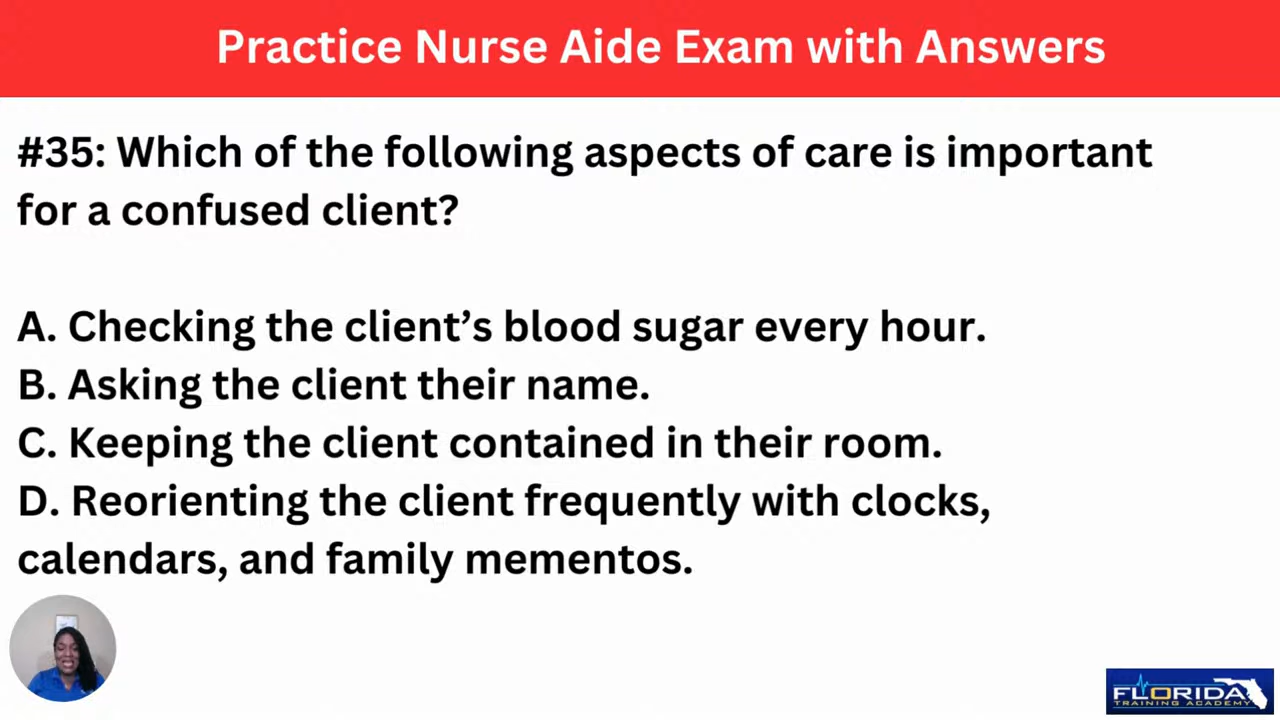 Practice Nurse Aide Exam with Answers
#35: Which of the following aspects of care is important
for a confused client?
A. Checking the client’s blood sugar every hour.
B. Asking the client their name.
C. Keeping the client contained in their room.
D. Reorienting the client frequently with clocks,
calendars, and family mementos.
FLORIDA
TRAINING ACADEMY